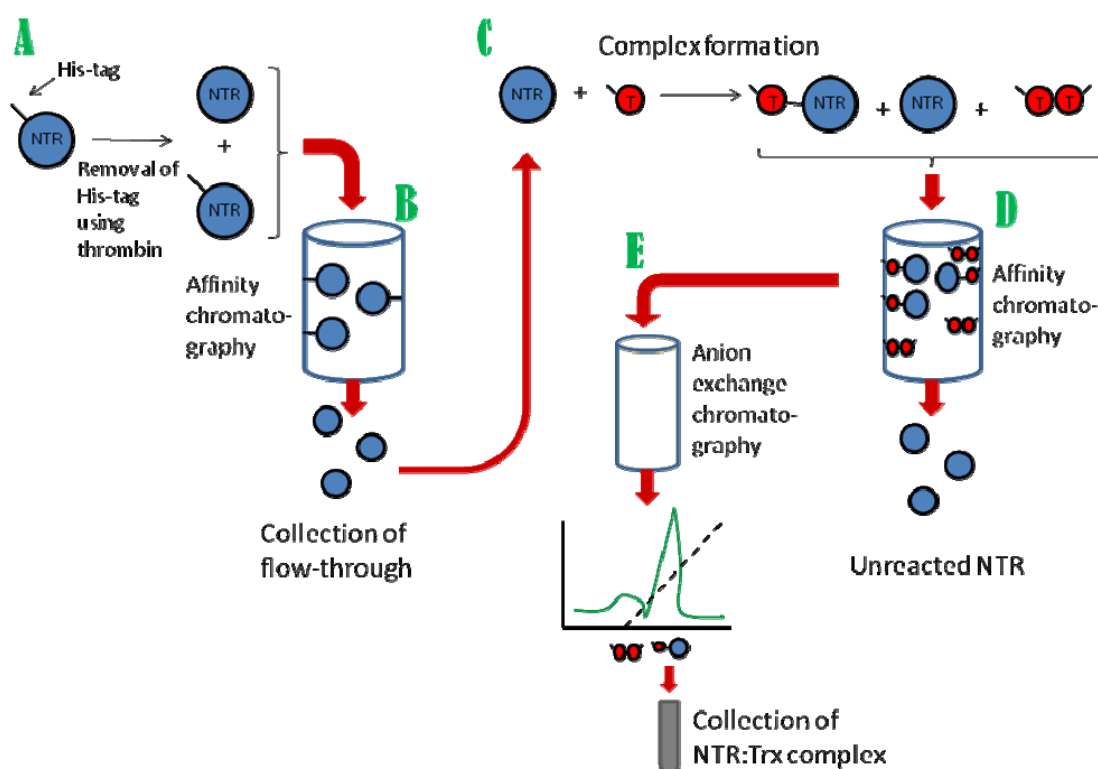 A
His-tag
NTR
Removal of
His-tag
using
thrombin
NTR
+
NTR
B
Affinity
chromato-
graphy
Collection of
flow-through
C
Complex formation
NTR + T
T NTR + NTR + T T
D
Affinity
chromato-
graphy
Unreacted NTR
E
Anion
exchange
chromato-
graphy
Collection of
NTR:Trx complex